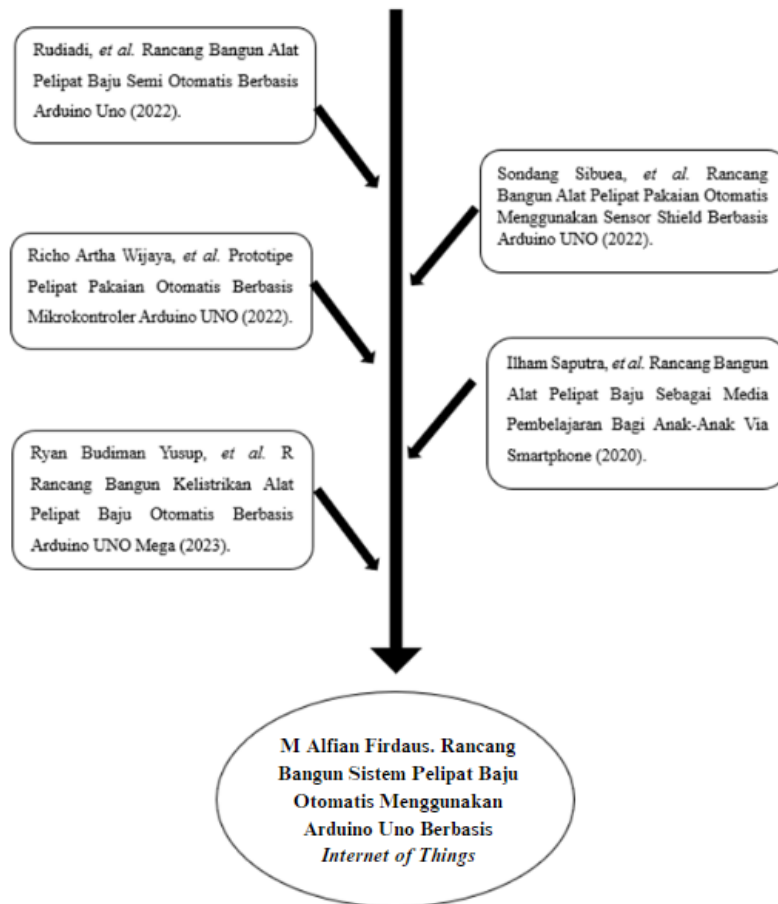 Rudiadi, et al. Rancang Bangun Alat
Pelipat Baju Semi Otomatis Berbasis
Arduino Uno (2022).
Sondang Sibuea, et al. Rancang
Bangun Alat Pelipat Pakaian Otomatis
Menggunakan Sensor Shield Berbasis
Arduino UNO (2022).
Richo Artha Wijaya, et al. Prototipe
Pelipat Pakaian Otomatis Berbasis
Mikrokontroler Arduino UNO (2022).
Ilham Saputra, et al. Rancang Bangun
Alat Pelipat Baju Sebagai Media
Pembelajaran Bagi Anak-Anak Via
Smartphone (2020).
Ryan Budiman Yusup, et al. R
Rancang Bangun Kelistrikan Alat
Pelipat Baju Otomatis Berbasis
Arduino UNO Mega (2023).
M Alfian Firdaus. Rancang
Bangun Sistem Pelipat Baju
Otomatis Menggunakan
Arduino Uno Berbasis
Internet of Things